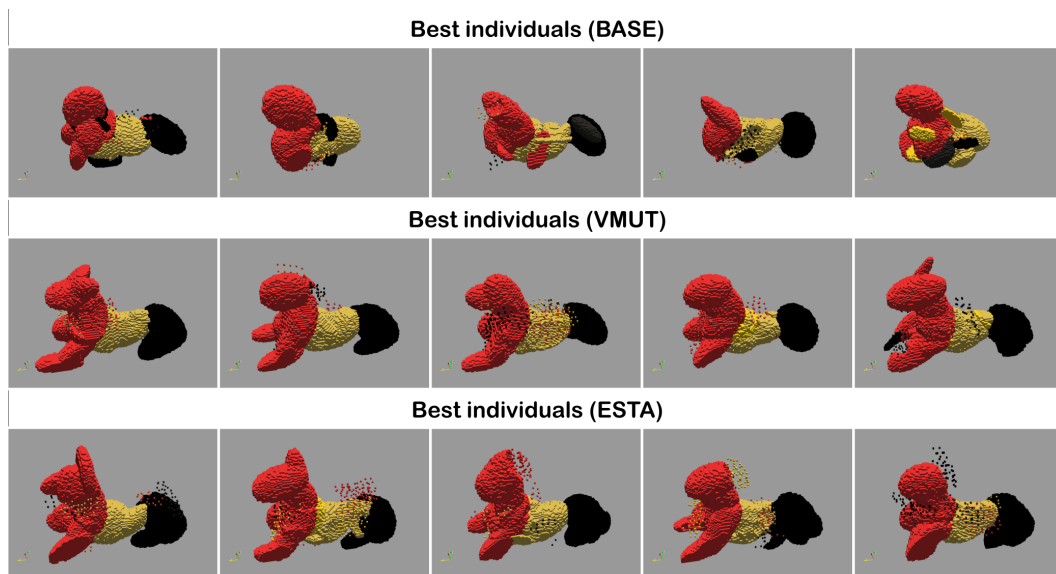 Best individuals (BASE)
Best individuals (VMUT)
Best individuals (ESTA)